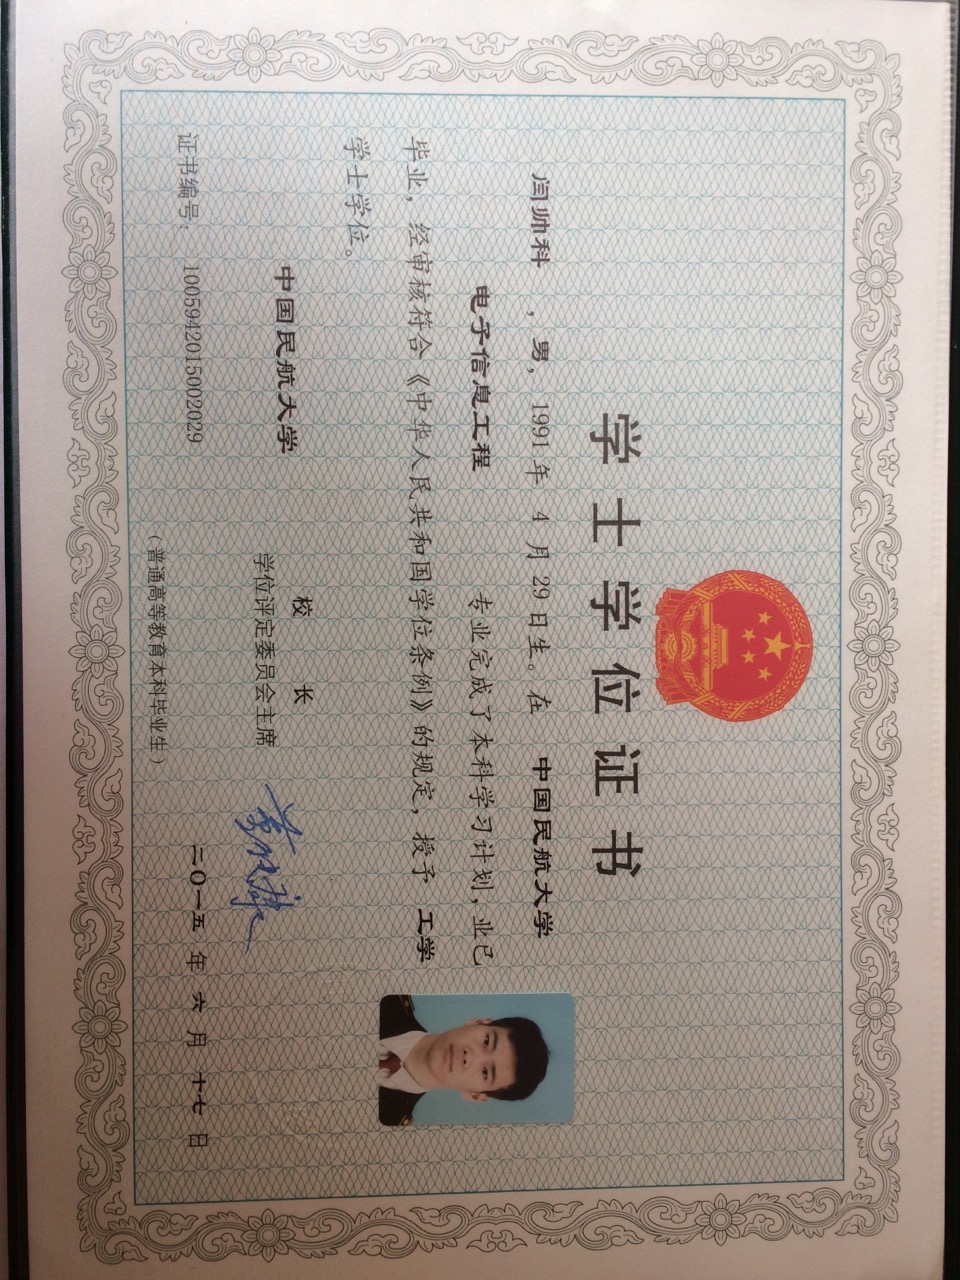 学士学位证书
闫帅科，男，1991年4月29日生。在 中国民航大学
电子信息工程 专业完成了本科学习计划，业已
毕业，经审核符合《中华人民共和国学位条例》的规定，授予 工学
学士学位。
中国民航大学
校长
学位评定委员会主席
证书编号：1005942015002029
二〇一五年六月十七日
（普通高等教育本科毕业生）